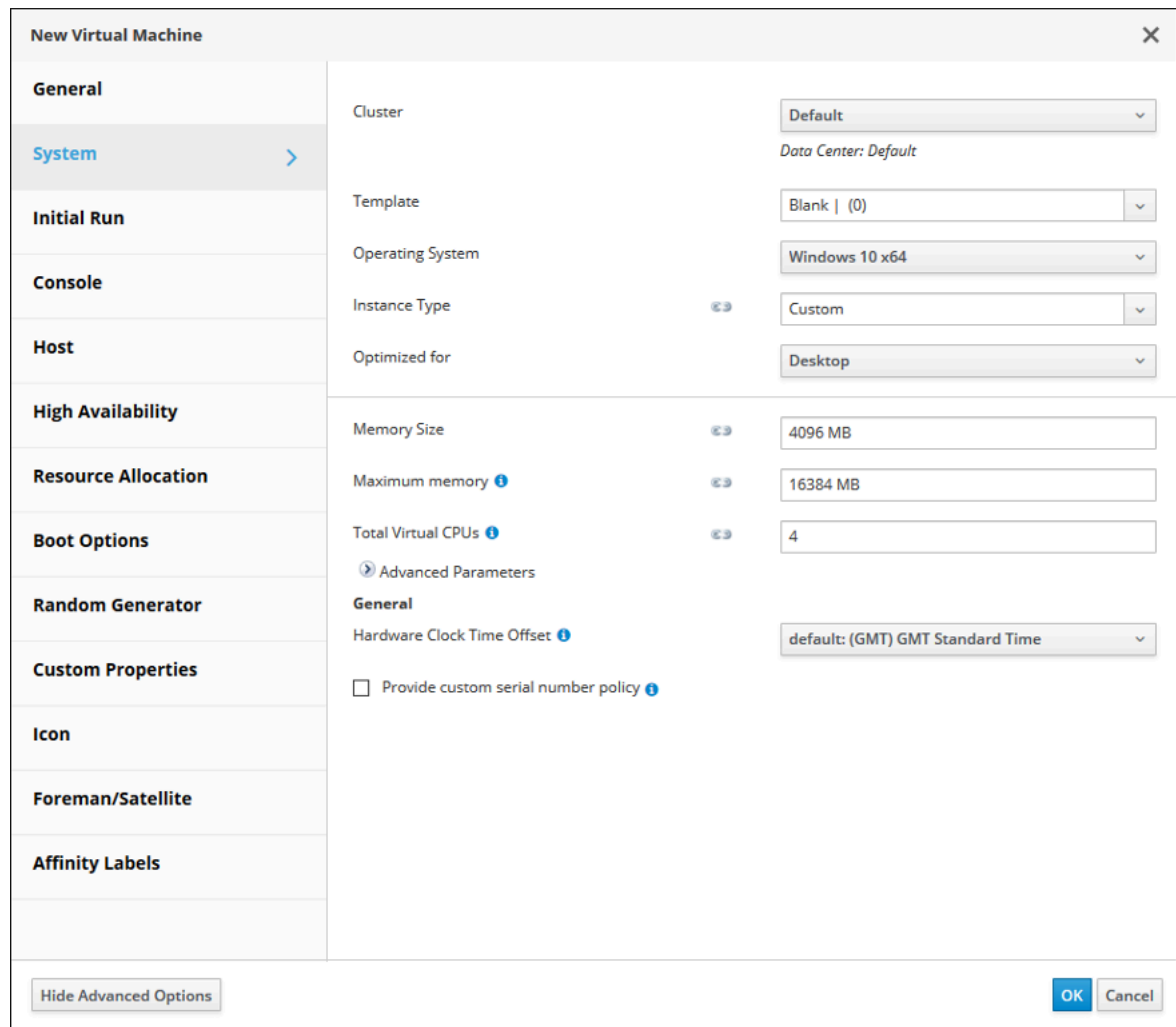 New Virtual Machine
General
System
Initial Run
Console
Host
High Availability
Resource Allocation
Boot Options
Random Generator
Custom Properties
Icon
Foreman/Satellite
Affinity Labels
Cluster Default
Data Center: Default
Template Blank | (0)
Operating System Windows 10 x64
Instance Type Custom
Optimized for Desktop
Memory Size 4096 MB
Maximum memory 16384 MB
Total Virtual CPUs 4
Advanced Parameters
General
Hardware Clock Time Offset default: (GMT) GMT Standard Time
Provide custom serial number policy
Hide Advanced Options OK Cancel